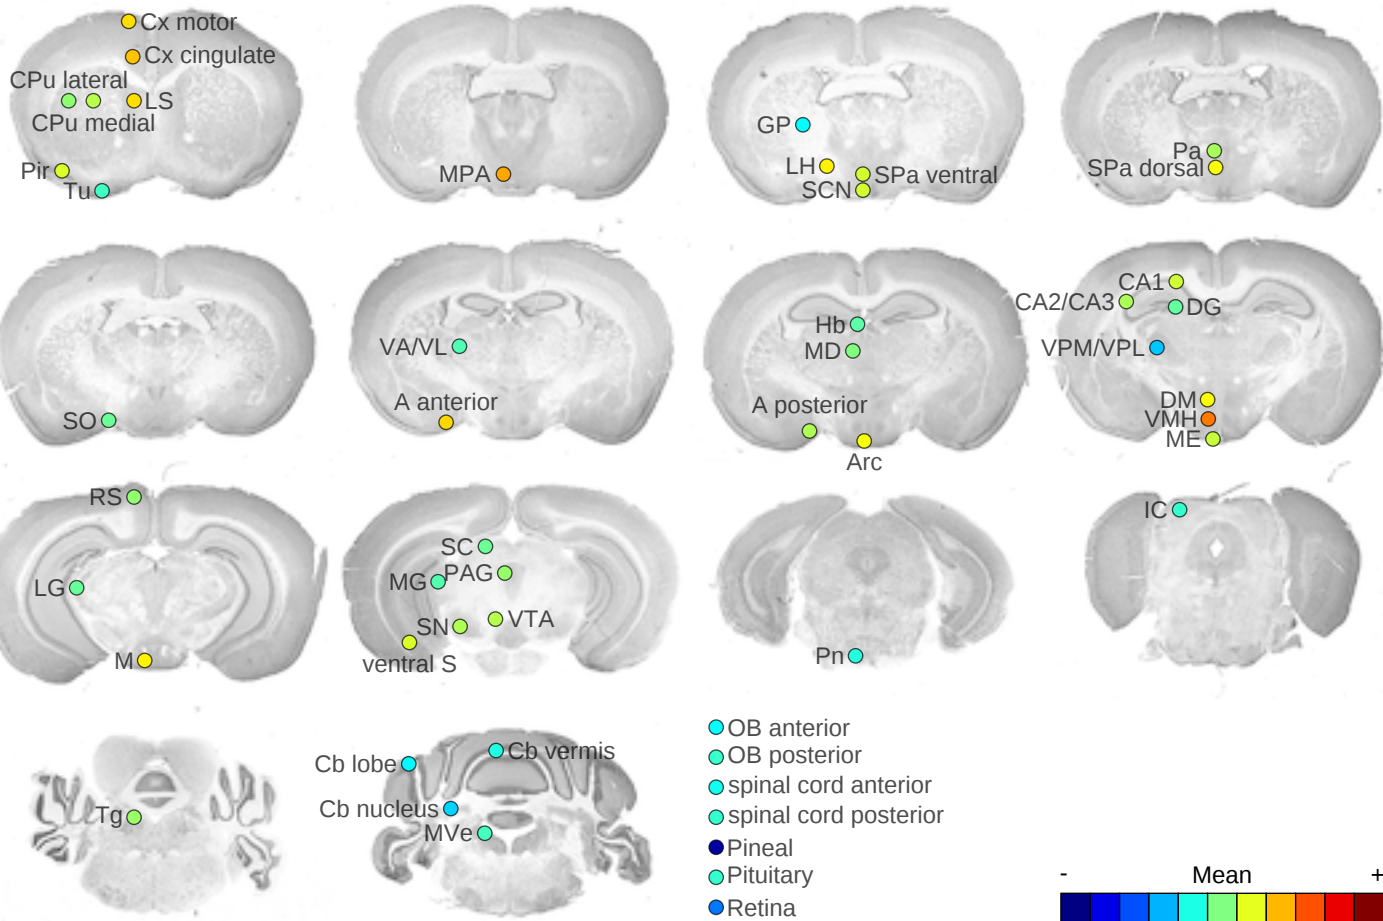 Cx motor
Cx cingulate
CPu lateral
LS
CPu medial
Pir
Tu
MPA
GP
LH
SPa ventral
SCN
Pa
SPa dorsal
SO
VA/VL
A anterior
Hb
MD
A posterior
Arc
CA1
CA2/CA3
DG
VPM/VPL
DM
VMH
ME
RS
LG
M
SC
PAG
MG
SN
VTA
ventral S
Pn
IC
Tg
Cb lobe
Cb vermis
Cb nucleus
MVe
OB anterior
OB posterior
spinal cord anterior
spinal cord posterior
Pineal
Pituitary
Retina
- Mean +